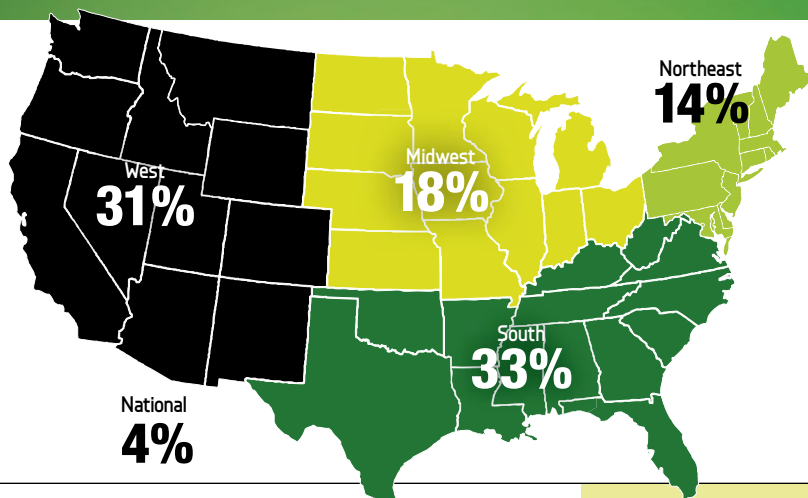 Northeast
14%
Midwest
18%
West
31%
South
33%
National
4%